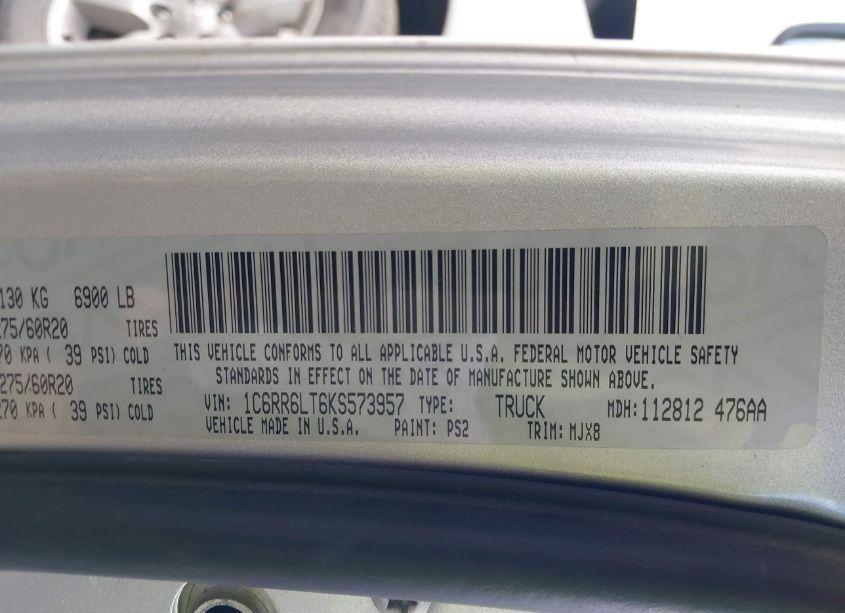 130 KG 6900 LB
275/60R20 TIRES
70 KPA ( 39 PSI) COLD
275/60R20 TIRES
270 KPA ( 39 PSI) COLD
THIS VEHICLE CONFORMS TO ALL APPLICABLE U.S.A. FEDERAL MOTOR VEHICLE SAFETY
STANDARDS IN EFFECT ON THE DATE OF MANUFACTURE SHOWN ABOVE.
VIN: 1C6RR6LT6KS573957 TYPE: TRUCK MDH:112812 476AA
VEHICLE MADE IN U.S.A. PAINT: PS2 TRIM:MJX8